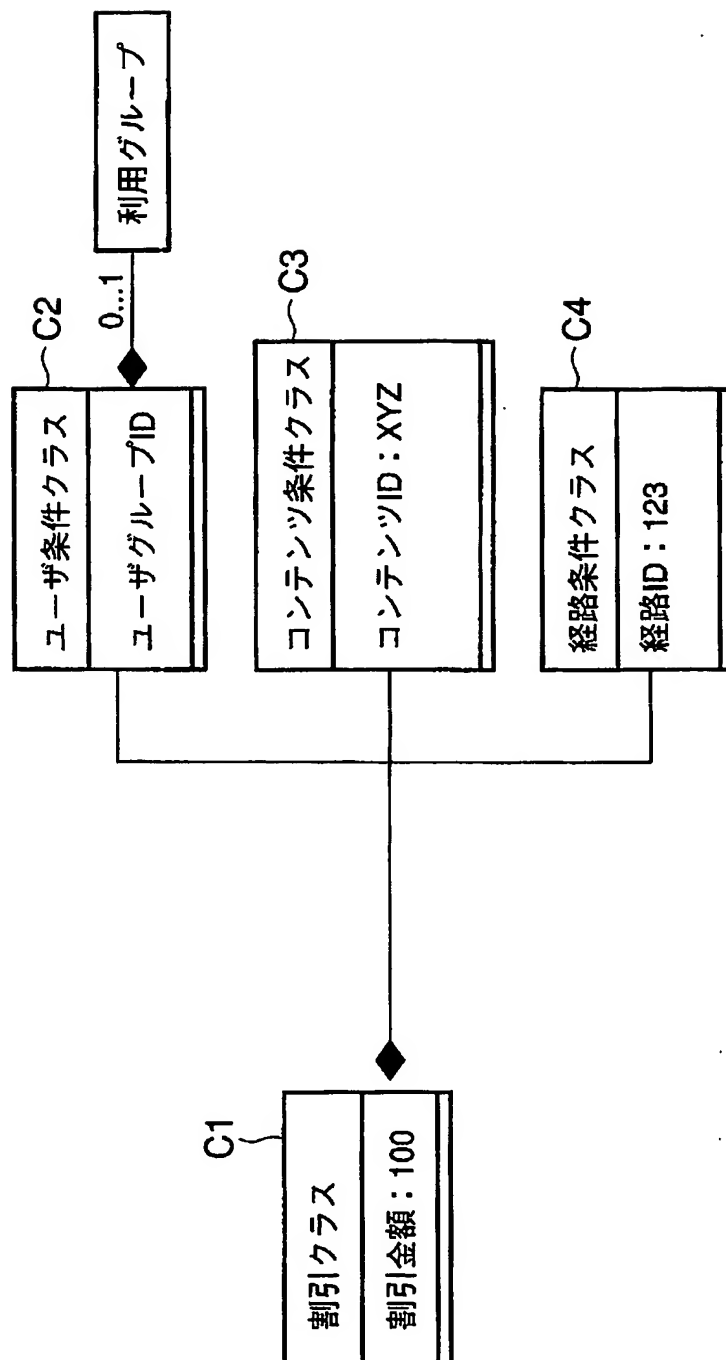 C1
割引クラス
割引金額：100
C2
ユーザ条件クラス
ユーザグループID
0...1
利用グループ
C3
コンテンツ条件クラス
コンテンツID：XYZ
C4
経路条件クラス
経路ID：123